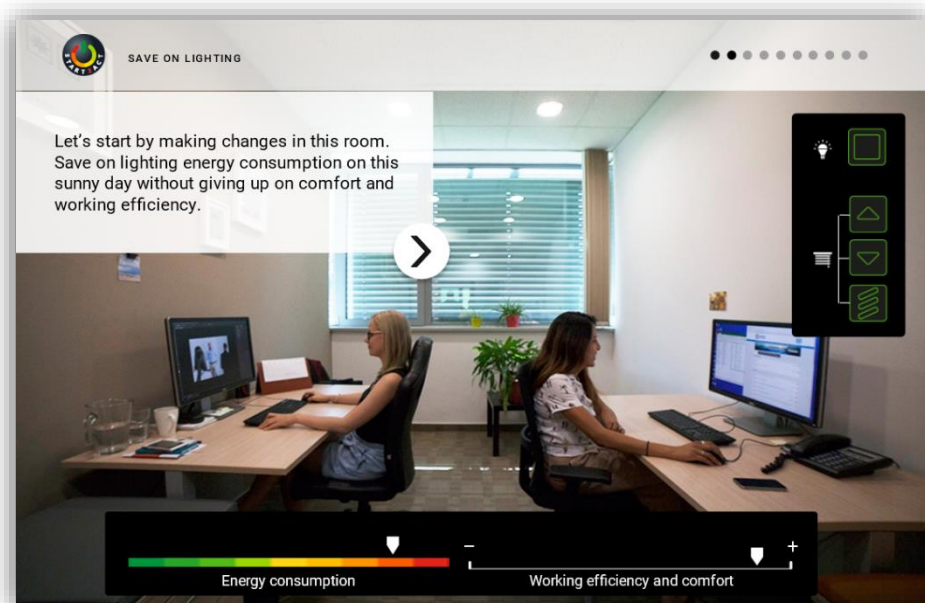 START2ACT
SAVE ON LIGHTING
Let's start by making changes in this room.
Save on lighting energy consumption on this
sunny day without giving up on comfort and
working efficiency.
Energy consumption
− +
Working efficiency and comfort